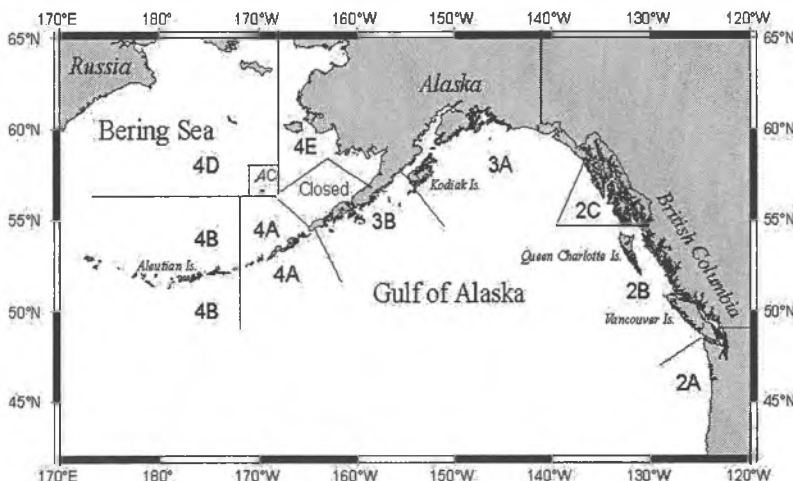 170°E 180° 170°W 160°W 150°W 140°W 130°W 120°W
65°N 65°N
Russia
Alaska
Bering Sea
60°N 60°N
4E
3A
4D
4C
Closed
Kodiak Is.
2C
55°N 55°N
3B
4B
4A
British Columbia
Aleutian Is.
4A
Queen Charlotte Is.
Gulf of Alaska
2B
50°N 50°N
4B
Vancouver Is.
2A
45°N 45°N
170°E 180° 170°W 160°W 150°W 140°W 130°W 120°W